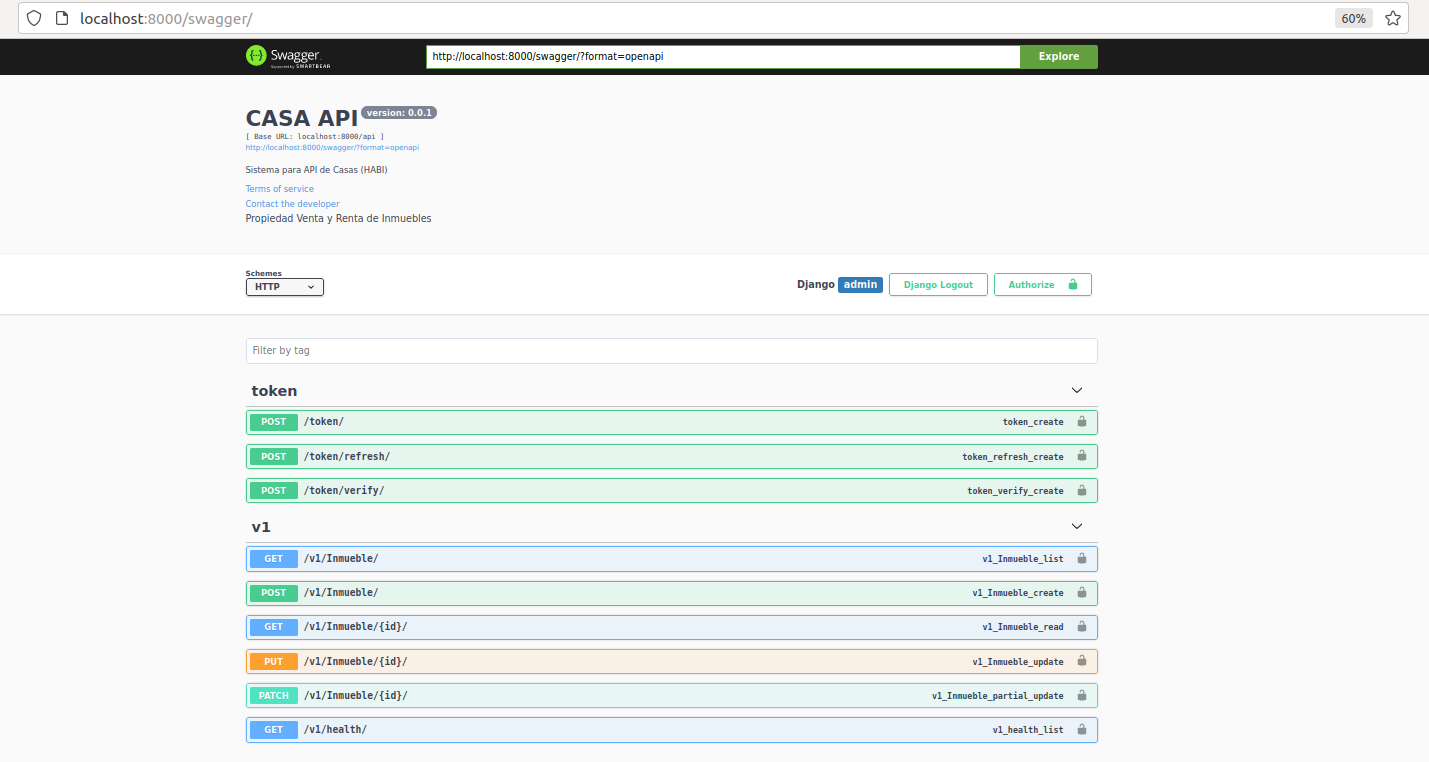 localhost:8000/swagger/
60%
Swagger
Supported by SMARTBEAR
http://localhost:8000/swagger/?format=openapi
Explore
CASA API version: 0.0.1
[ Base URL: localhost:8000/api ]
http://localhost:8000/swagger/?format=openapi
Sistema para API de Casas (HABI)
Terms of service
Contact the developer
Propiedad Venta y Renta de Inmuebles
Schemes
HTTP
Django admin
Django Logout
Authorize
Filter by tag
token
POST /token/ token_create
POST /token/refresh/ token_refresh_create
POST /token/verify/ token_verify_create
v1
GET /v1/Inmueble/ v1_Inmueble_list
POST /v1/Inmueble/ v1_Inmueble_create
GET /v1/Inmueble/{id}/ v1_Inmueble_read
PUT /v1/Inmueble/{id}/ v1_Inmueble_update
PATCH /v1/Inmueble/{id}/ v1_Inmueble_partial_update
GET /v1/health/ v1_health_list